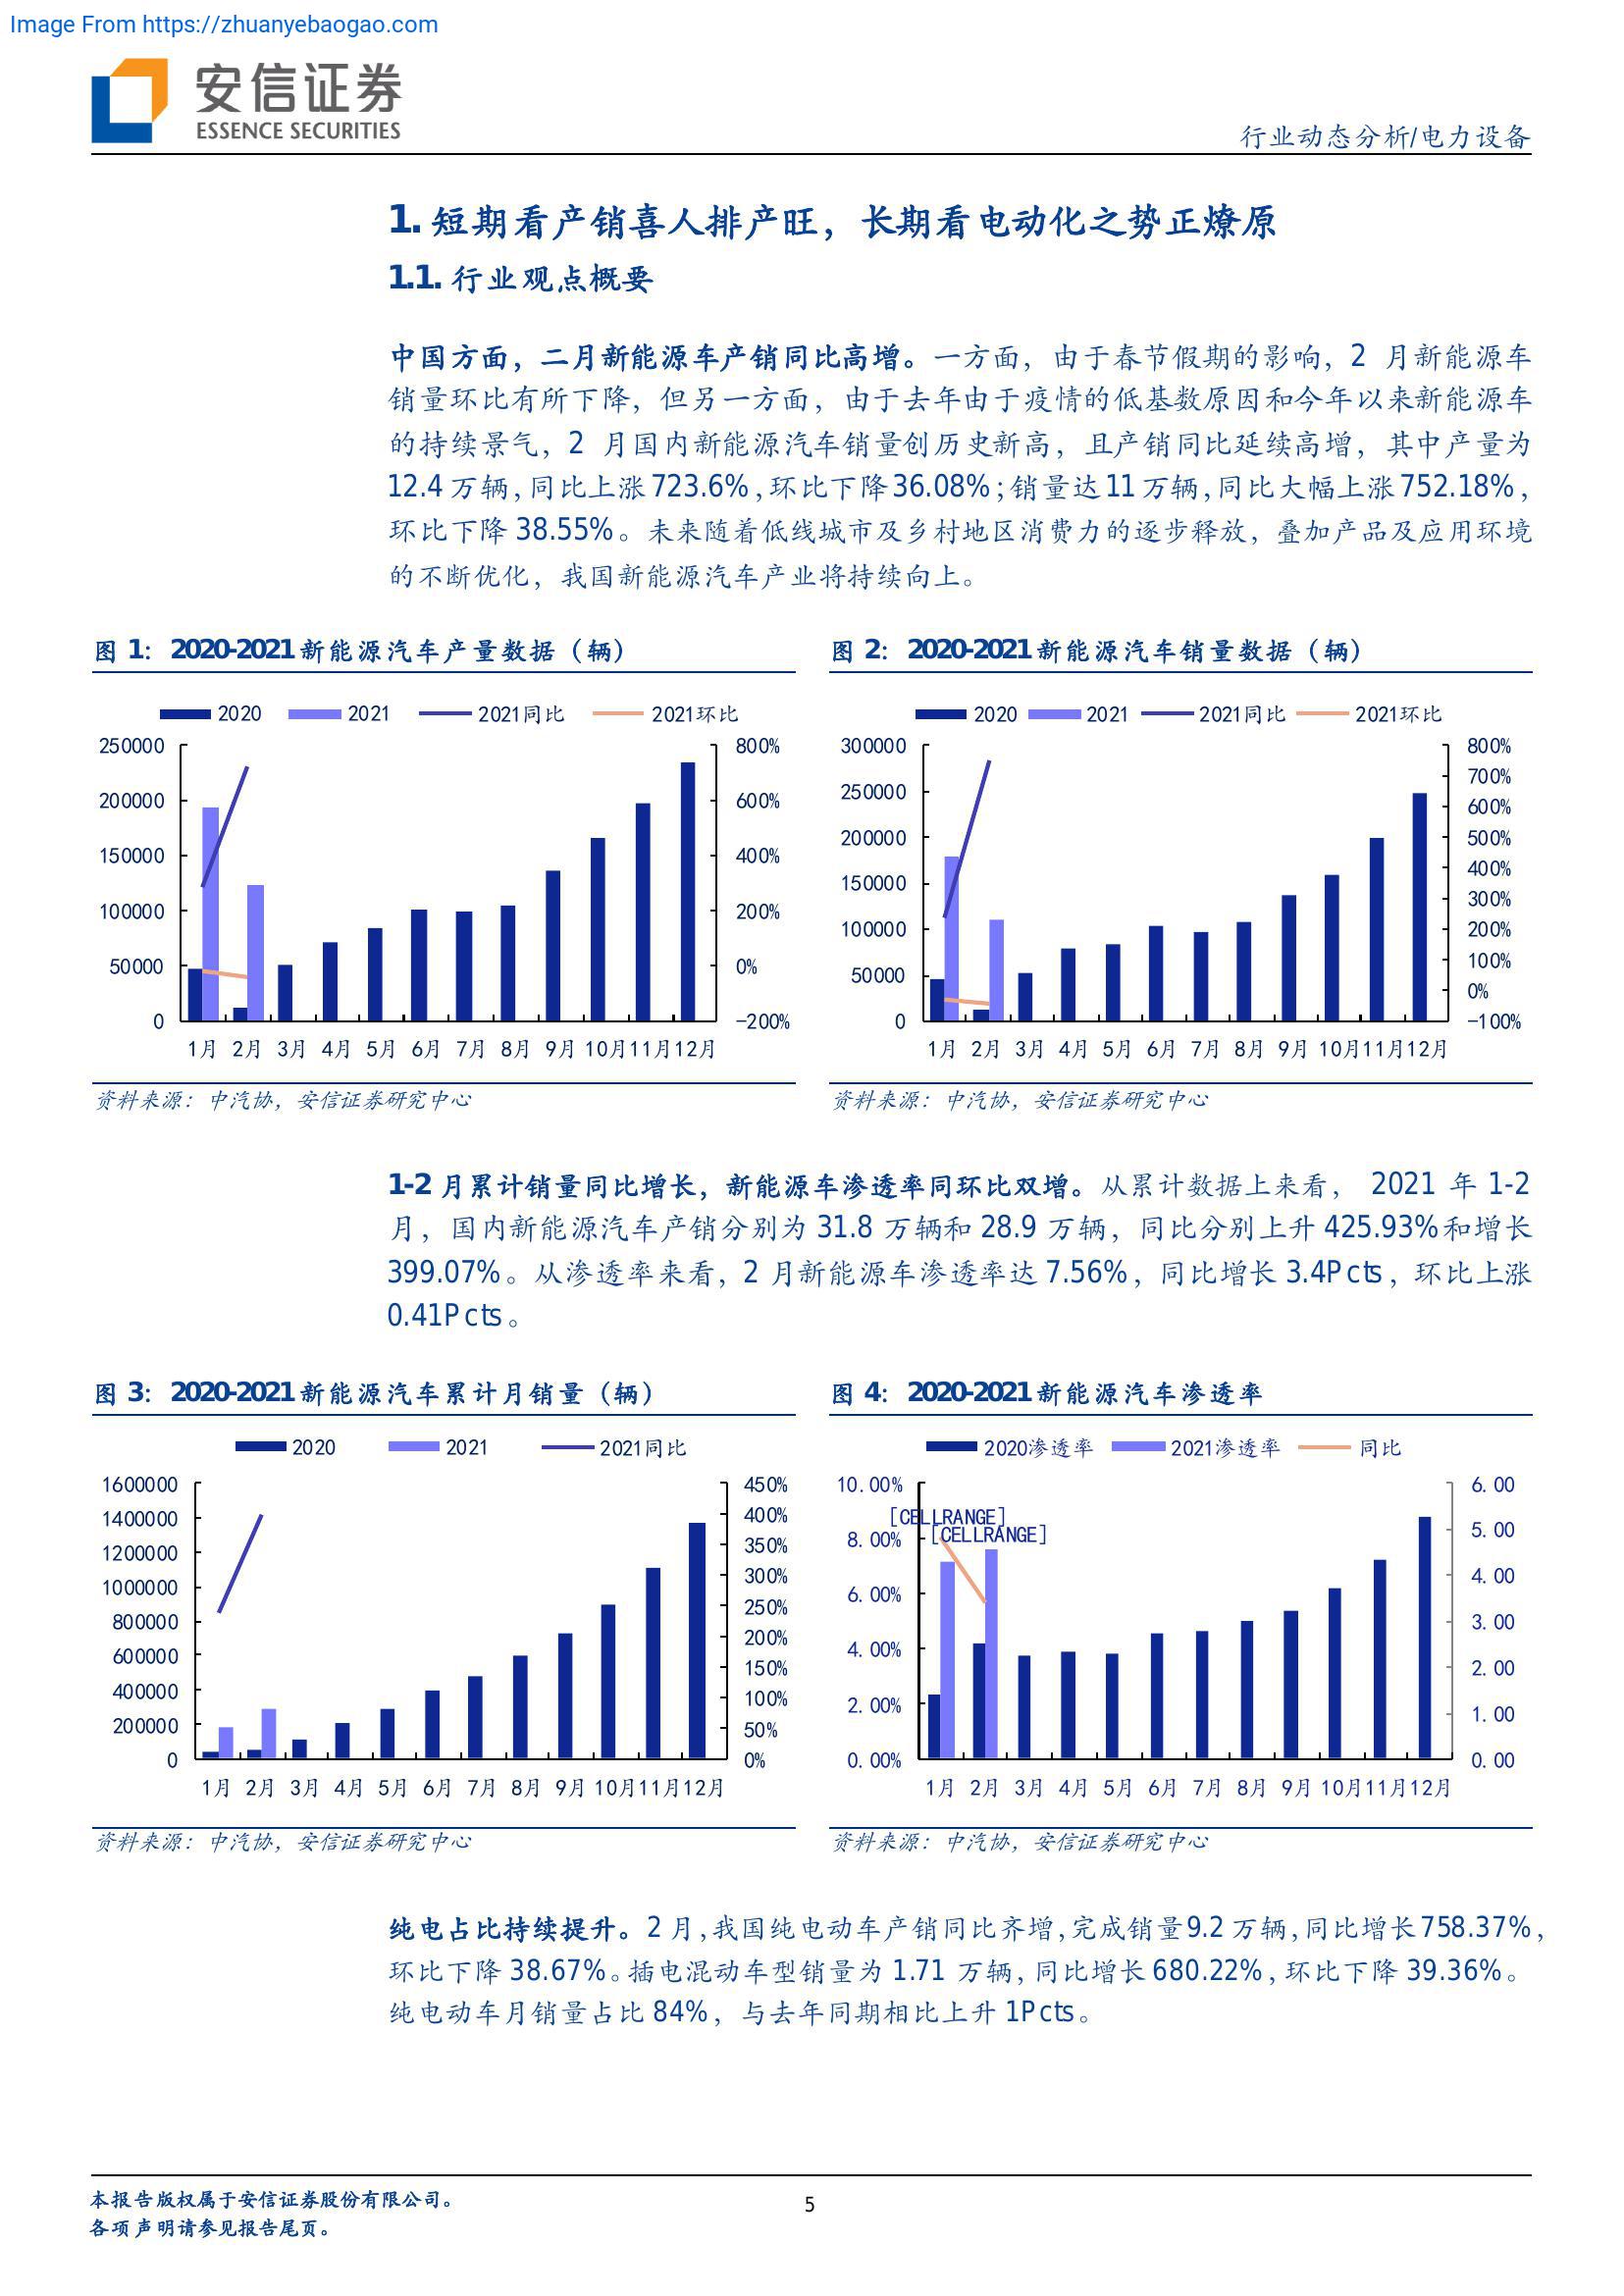 Image From https://zhuanyebaogao.com
安信证券
ESSENCE SECURITIES
行业动态分析/电力设备
1. 短期看产销喜人排产旺，长期看电动化之势正燎原
1.1. 行业观点概要
中国方面，二月新能源车产销同比高增。一方面，由于春节假期的影响，2 月新能源车
销量环比有所下降，但另一方面，由于去年由于疫情的低基数原因和今年以来新能源车
的持续景气，2 月国内新能源汽车销量创历史新高，且产销同比延续高增，其中产量为
12.4 万辆，同比上涨 723.6%，环比下降 36.08%；销量达 11 万辆，同比大幅上涨 752.18%，
环比下降 38.55%。未来随着低线城市及乡村地区消费力的逐步释放，叠加产品及应用环境
的不断优化，我国新能源汽车产业将持续向上。
图 1：2020-2021 新能源汽车产量数据（辆）
2020 2021 2021同比 2021环比
250000 800%
200000 600%
150000 400%
100000 200%
50000 0%
0 -200%
1月 2月 3月 4月 5月 6月 7月 8月 9月 10月 11月 12月
资料来源：中汽协，安信证券研究中心
图 2：2020-2021 新能源汽车销量数据（辆）
2020 2021 2021同比 2021环比
300000
250000
200000
150000
100000
50000
0
800%
700%
600%
500%
400%
300%
200%
100%
0%
-100%
1月 2月 3月 4月 5月 6月 7月 8月 9月 10月 11月 12月
资料来源：中汽协，安信证券研究中心
1-2 月累计销量同比增长，新能源车渗透率同环比双增。从累计数据上来看， 2021 年 1-2
月，国内新能源汽车产销分别为 31.8 万辆和 28.9 万辆，同比分别上升 425.93%和增长
399.07%。从渗透率来看，2 月新能源车渗透率达 7.56%，同比增长 3.4Pcts，环比上涨
0.41Pcts。
图 3：2020-2021 新能源汽车累计月销量（辆）
2020 2021 2021同比
1600000
1400000
1200000
1000000
800000
600000
400000
200000
0
450%
400%
350%
300%
250%
200%
150%
100%
50%
0%
1月 2月 3月 4月 5月 6月 7月 8月 9月 10月 11月 12月
资料来源：中汽协，安信证券研究中心
图 4：2020-2021 新能源汽车渗透率
2020渗透率 2021渗透率 同比
10.00%
8.00%
6.00%
4.00%
2.00%
0.00%
[CELLRANGE]
[CELLRANGE]
6.00
5.00
4.00
3.00
2.00
1.00
0.00
1月 2月 3月 4月 5月 6月 7月 8月 9月 10月 11月 12月
资料来源：中汽协，安信证券研究中心
纯电占比持续提升。2 月，我国纯电动车产销同比齐增，完成销量 9.2 万辆，同比增长 758.37%，
环比下降 38.67%。插电混动车型销量为 1.71 万辆，同比增长 680.22%，环比下降 39.36%。
纯电动车月销量占比 84%，与去年同期相比上升 1Pcts。
本报告版权属于安信证券股份有限公司。
各项声明请参见报告尾页。
5